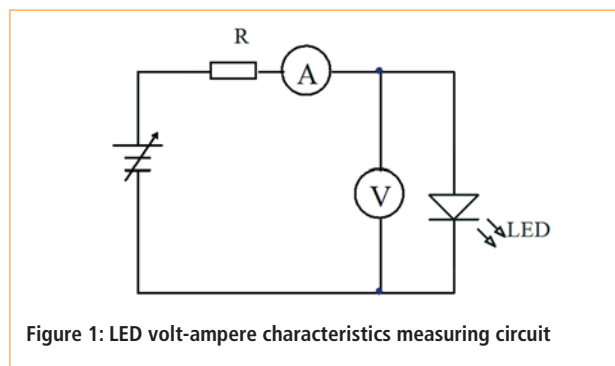 R
A
V
LED
Figure 1: LED volt-ampere characteristics measuring circuit